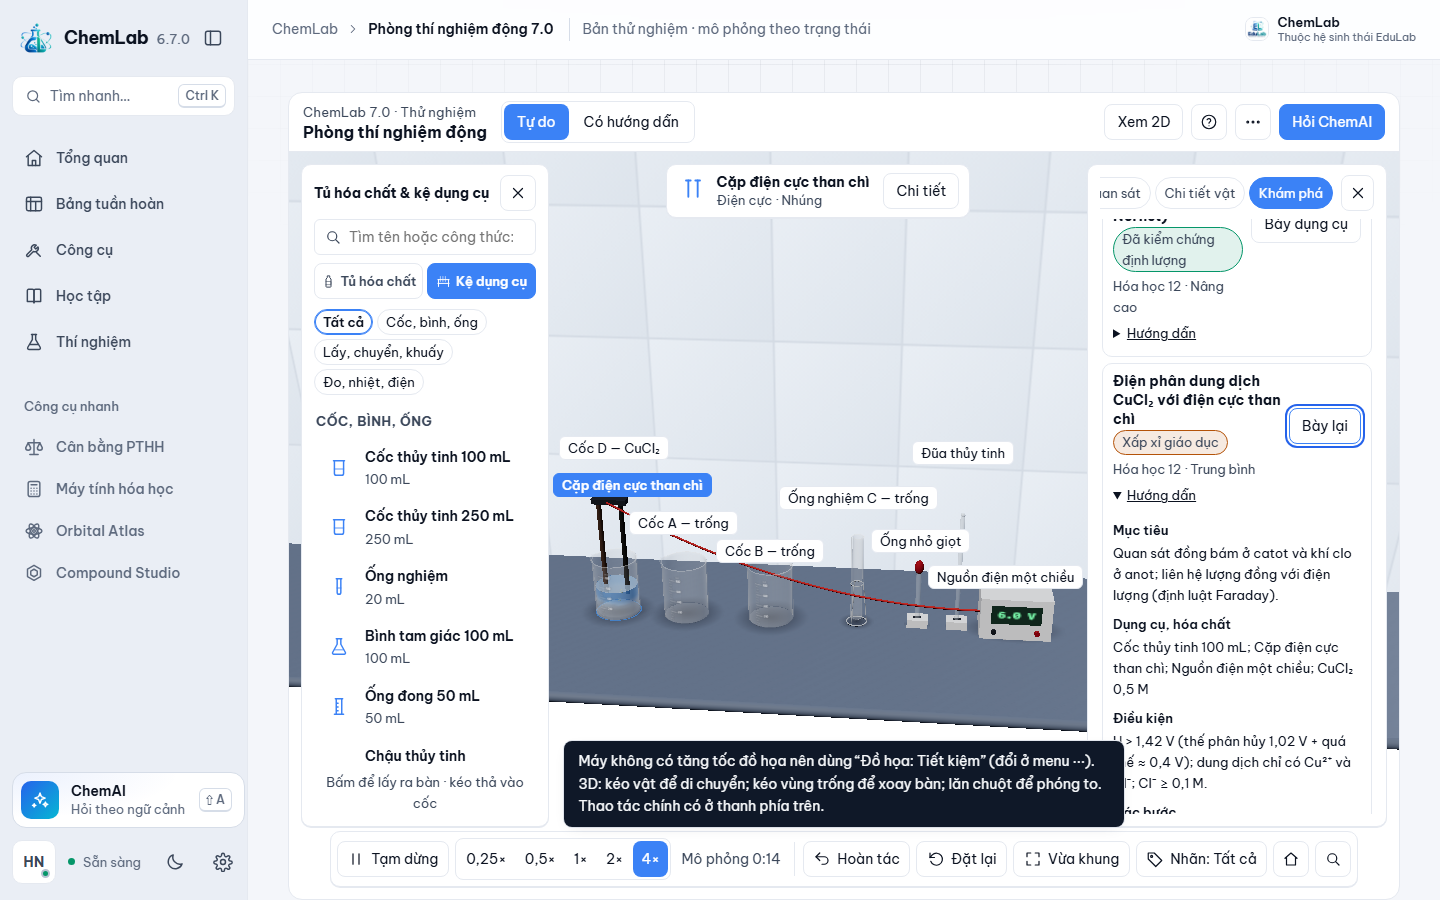 ChemLab 6.7.0
Tìm nhanh... Ctrl K
Tổng quan
Bảng tuần hoàn
Công cụ
Học tập
Thí nghiệm
Công cụ nhanh
Cân bằng PTHH
Máy tính hóa học
Orbital Atlas
Compound Studio
ChemAI
Hỏi theo ngữ cảnh
⇧A
HN
Sẵn sàng
ChemLab > Phòng thí nghiệm động 7.0
Bản thử nghiệm · mô phỏng theo trạng thái
ChemLab
Thuộc hệ sinh thái EduLab
ChemLab 7.0 · Thử nghiệm
Phòng thí nghiệm động
Tự do
Có hướng dẫn
Xem 2D
Hỏi ChemAI
Tủ hóa chất & kệ dụng cụ
Tìm tên hoặc công thức:
Tủ hóa chất
Kệ dụng cụ
Tất cả
Cốc, bình, ống
Lấy, chuyển, khuấy
Đo, nhiệt, điện
CỐC, BÌNH, ỐNG
Cốc thủy tinh 100 mL
100 mL
Cốc thủy tinh 250 mL
250 mL
Ống nghiệm
20 mL
Bình tam giác 100 mL
100 mL
Ống đong 50 mL
50 mL
Chậu thủy tinh
Bấm để lấy ra bàn · kéo thả vào
cốc
Cặp điện cực than chì
Điện cực · Nhúng
Chi tiết
Cốc D — CuCl₂
Cặp điện cực than chì
Cốc A — trống
Cốc B — trống
Ống nghiệm C — trống
Đũa thủy tinh
Ống nhỏ giọt
Nguồn điện một chiều
6.0 V
Máy không có tăng tốc đồ họa nên dùng “Đồ họa: Tiết kiệm” (đổi ở menu ···).
3D: kéo vật để di chuyển; kéo vùng trống để xoay bàn; lăn chuột để phóng to.
Thao tác chính có ở thanh phía trên.
sát
Chi tiết vật
Khám phá
Bày dụng cụ
Đã kiểm chứng
định lượng
Hóa học 12 · Nâng
cao
Hướng dẫn
Điện phân dung dịch
CuCl₂ với điện cực than
chì
Bày lại
Xấp xỉ giáo dục
Hóa học 12 · Trung bình
Hướng dẫn
Mục tiêu
Quan sát đồng bám ở catot và khí clo
ở anot; liên hệ lượng đồng với điện
lượng (định luật Faraday).
Dụng cụ, hóa chất
Cốc thủy tinh 100 mL; Cặp điện cực
than chì; Nguồn điện một chiều; CuCl₂
0,5 M
Điều kiện
> 1,42 V (thế phân hủy 1,02 V + quá
≈ 0,4 V); dung dịch chỉ có Cu²⁺ và
Cl⁻ ≥ 0,1 M.
bước
Tạm dừng
0,25× 0,5× 1× 2× 4×
Mô phỏng 0:14
Hoàn tác
Đặt lại
Vừa khung
Nhãn: Tất cả